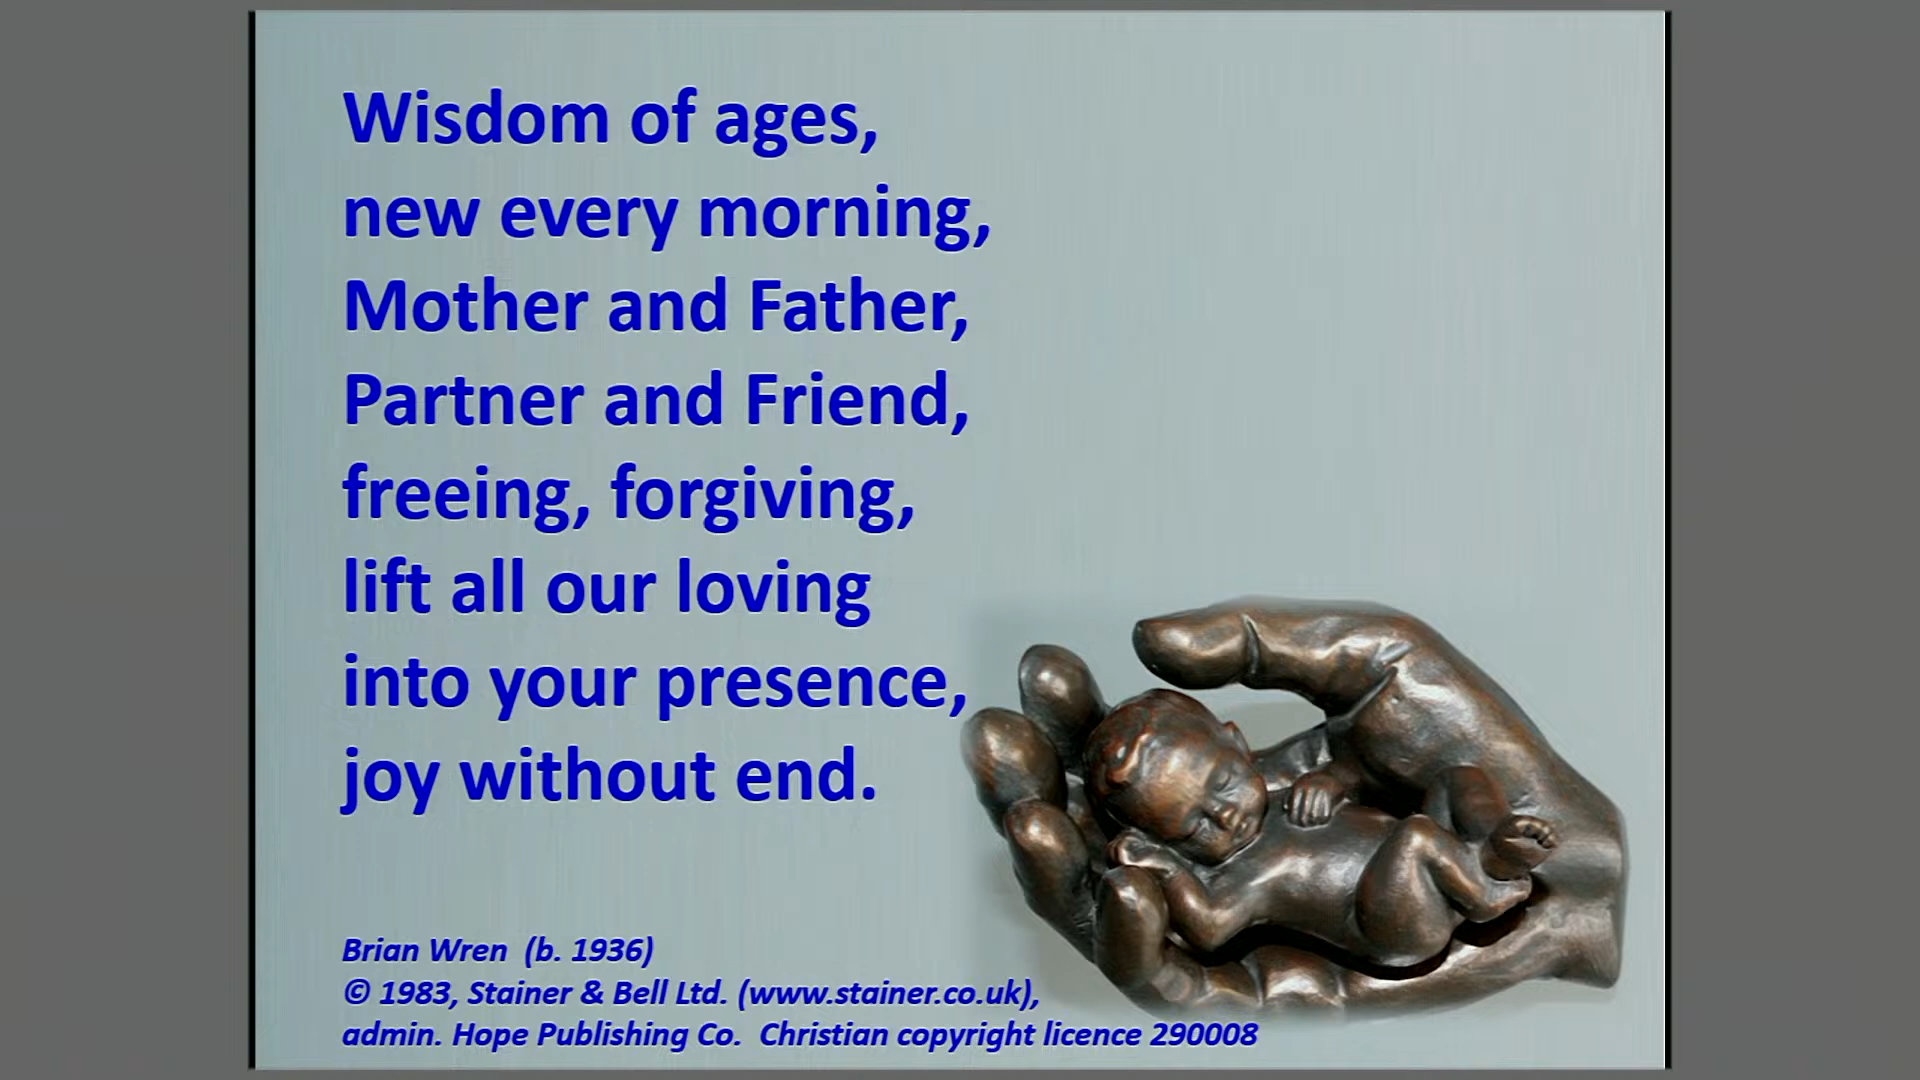 Wisdom of ages,
new every morning,
Mother and Father,
Partner and Friend,
freeing, forgiving,
lift all our loving
into your presence,
joy without end.
Brian Wren  (b. 1936)
© 1983, Stainer & Bell Ltd. (www.stainer.co.uk),
admin. Hope Publishing Co.  Christian copyright licence 290008